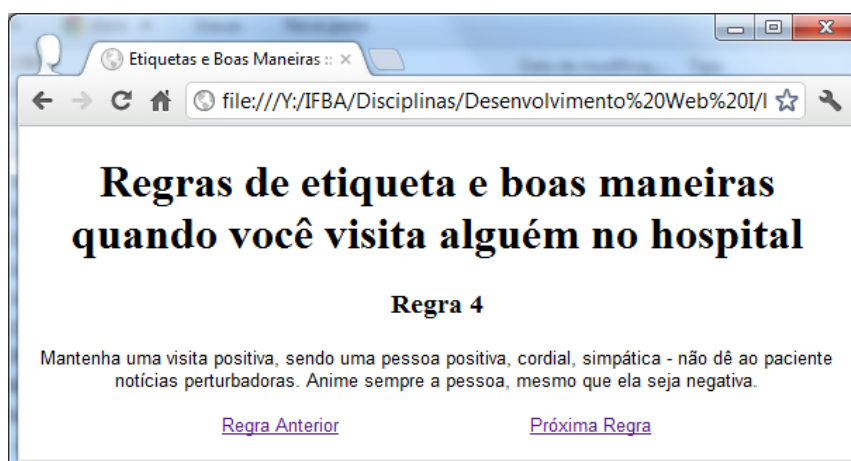 Etiquetas e Boas Maneiras ::
file:///Y:/IFBA/Disciplinas/Desenvolvimento%20Web%20I/I
Regras de etiqueta e boas maneiras
quando você visita alguém no hospital
Regra 4
Mantenha uma visita positiva, sendo uma pessoa positiva, cordial, simpática - não dê ao paciente
notícias perturbadoras. Anime sempre a pessoa, mesmo que ela seja negativa.
Regra Anterior Próxima Regra